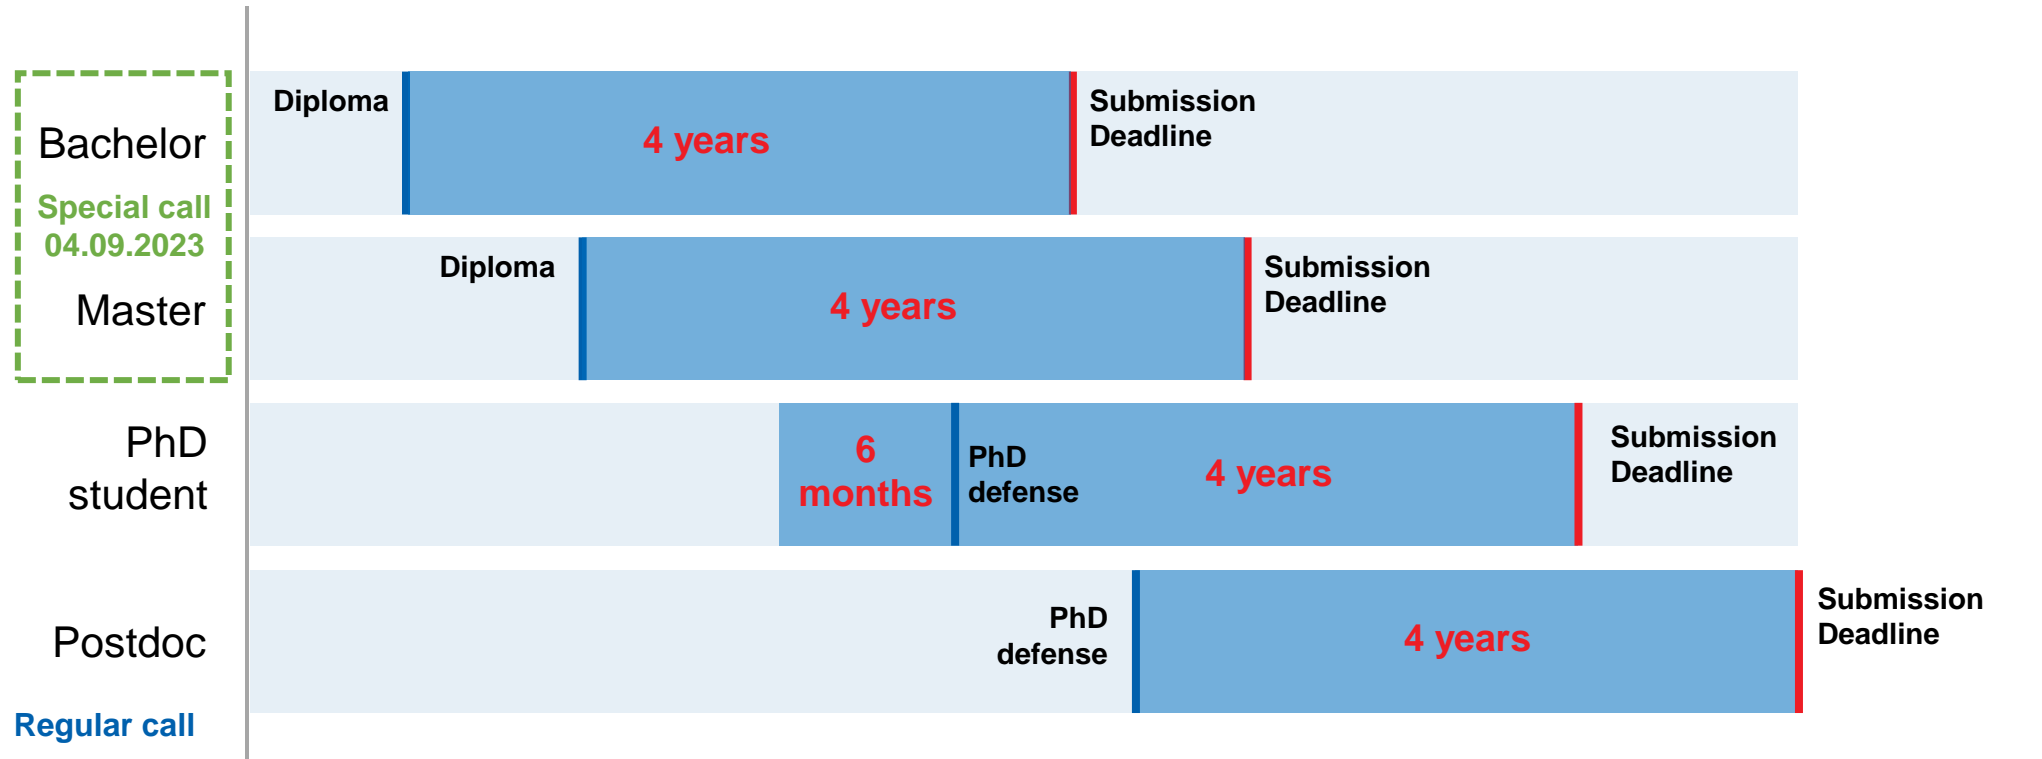 Diploma
Submission
Deadline
Bachelor
4 years
Special call
04.09.2023
Diploma
Submission
Deadline
Master
4 years
PhD
student
6
months
PhD
defense
4 years
Submission
Deadline
Postdoc
PhD
defense
4 years
Submission
Deadline
Regular call